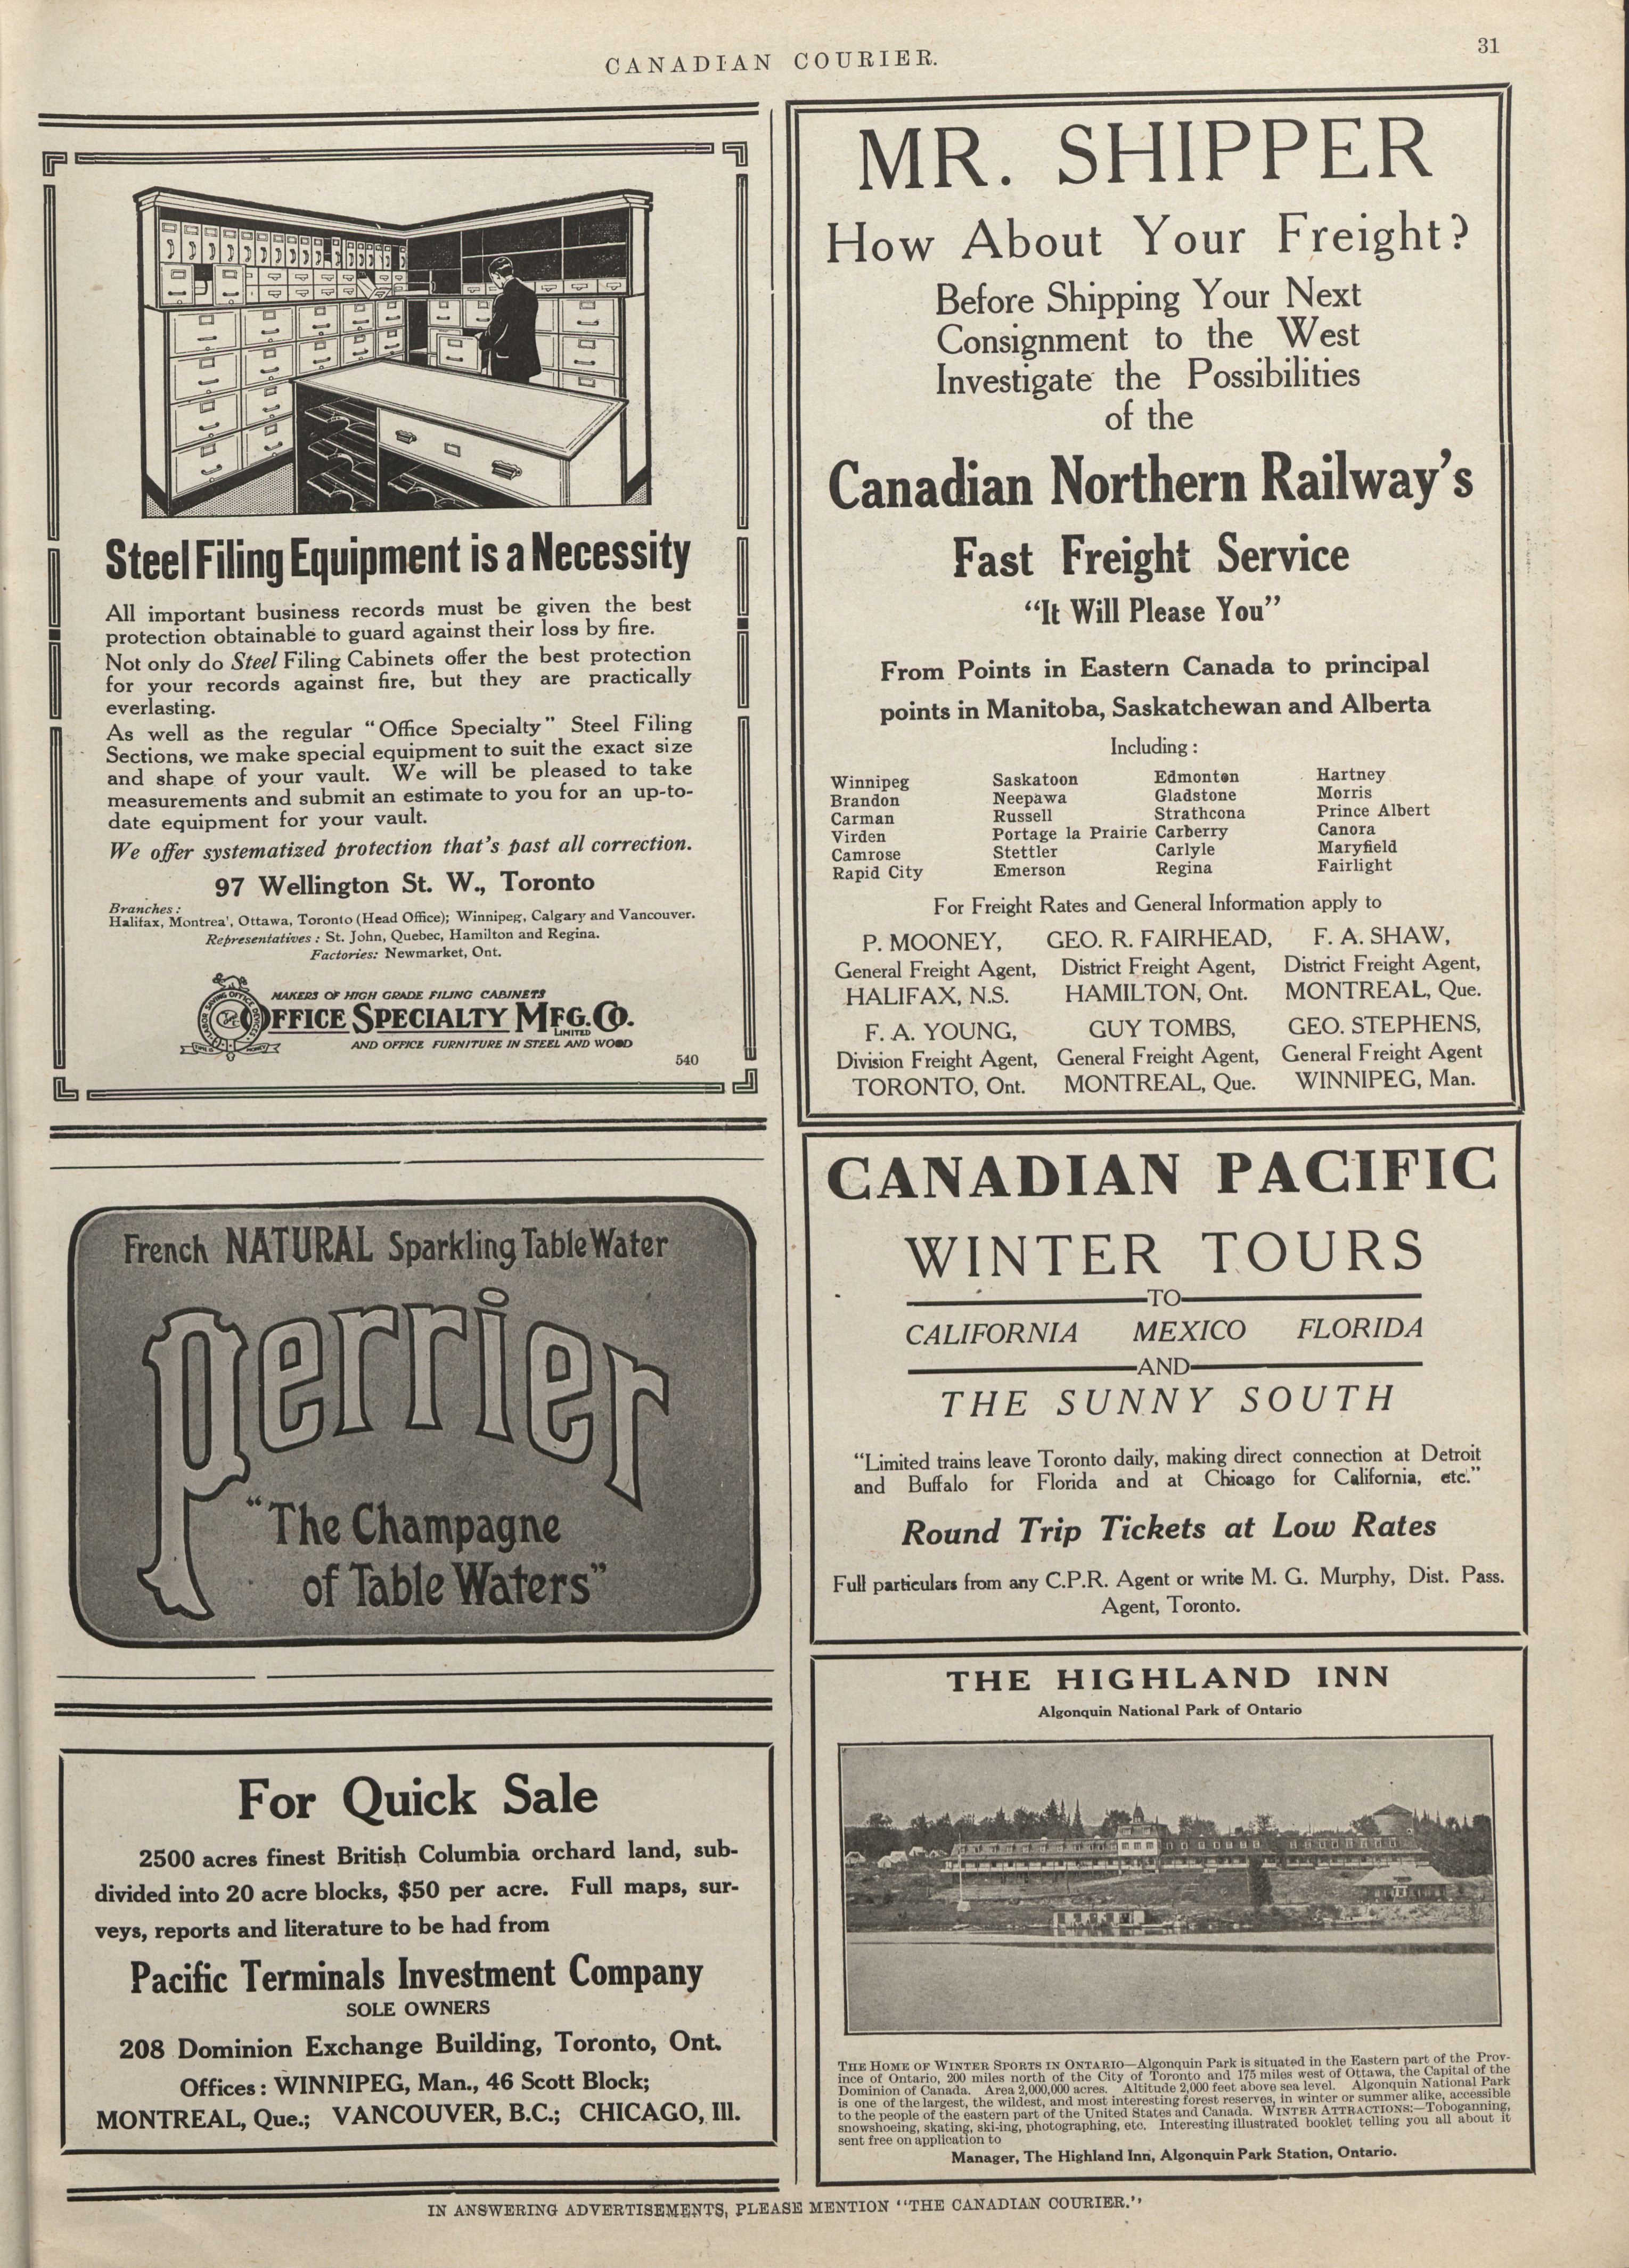 CANADIAN COURIER.
31
Steel Filing Equipment is a Necessity
All important business records must be given the best
protection obtainable to guard against their loss by fire.
Not only do Steel Filing Cabinets offer the best protection
for your records against fire, but they are practically
everlasting.
As well as the regular “Office Specialty” Steel Filing
Sections, we make special equipment to suit the exact size
and shape of your vault. We will be pleased to take
measurements and submit an estimate to you for an up-to-
date equipment for your vault.
We offer systematized protection that's past all correction.
97 Wellington St. W., Toronto
Branches:
Halifax, Montrea', Ottawa, Toronto (Head Office); Winnipeg, Calgary and Vancouver.
Representatives: St. John, Quebec, Hamilton and Regina.
Factories: Newmarket, Ont.
MAKERS OF HIGH GRADE FILING CABINETS
OFFICE SPECIALTY MFG. CO.
LIMITED
AND OFFICE FURNITURE IN STEEL AND WOOD
540
French NATURAL Sparkling Table Water
Perrier
“The Champagne
of Table Waters”
For Quick Sale
2500 acres finest British Columbia orchard land, sub-
divided into 20 acre blocks, $50 per acre. Full maps, sur-
veys, reports and literature to be had from
Pacific Terminals Investment Company
SOLE OWNERS
208 Dominion Exchange Building, Toronto, Ont.
Offices: WINNIPEG, Man., 46 Scott Block;
MONTREAL, Que.; VANCOUVER, B.C.; CHICAGO, Ill.
MR. SHIPPER
How About Your Freight?
Before Shipping Your Next
Consignment to the West
Investigate the Possibilities
of the
Canadian Northern Railway's
Fast Freight Service
“It Will Please You”
From Points in Eastern Canada to principal
points in Manitoba, Saskatchewan and Alberta
Including:
Winnipeg Saskatoon Edmonton Hartney
Brandon Neepawa Gladstone Morris
Carman Russell Strathcona Prince Albert
Virden Portage la Prairie Carberry Canora
Camrose Stettler Carlyle Maryfield
Rapid City Emerson Regina Fairlight
For Freight Rates and General Information apply to
P. MOONEY, GEO. R. FAIRHEAD, F. A. SHAW,
General Freight Agent, District Freight Agent, District Freight Agent,
HALIFAX, N.S. HAMILTON, Ont. MONTREAL, Que.
F. A. YOUNG, GUY TOMBS, GEO. STEPHENS,
Division Freight Agent, General Freight Agent, General Freight Agent
TORONTO, Ont. MONTREAL, Que. WINNIPEG, Man.
CANADIAN PACIFIC
WINTER TOURS
TO
CALIFORNIA MEXICO FLORIDA
AND
THE SUNNY SOUTH
“Limited trains leave Toronto daily, making direct connection at Detroit
and Buffalo for Florida and at Chicago for California, etc.”
Round Trip Tickets at Low Rates
Full particulars from any C.P.R. Agent or write M. G. Murphy, Dist. Pass.
Agent, Toronto.
THE HIGHLAND INN
Algonquin National Park of Ontario
THE HOME OF WINTER SPORTS IN ONTARIO—Algonquin Park is situated in the Eastern part of the Prov-
ince of Ontario, 200 miles north of the City of Toronto and 175 miles west of Ottawa, the Capital of the
Dominion of Canada. Area 2,000,000 acres. Altitude 2,000 feet above sea level. Algonquin National Park
is one of the largest, the wildest, and most interesting forest reserves, in winter or summer alike, accessible
to the people of the eastern part of the United States and Canada. WINTER ATTRACTIONS:—Toboganning,
snowshoeing, skating, ski-ing, photographing, etc. Interesting illustrated booklet telling you all about it
sent free on application to
Manager, The Highland Inn, Algonquin Park Station, Ontario.
IN ANSWERING ADVERTISEMENTS, PLEASE MENTION "THE CANADIAN COURIER."